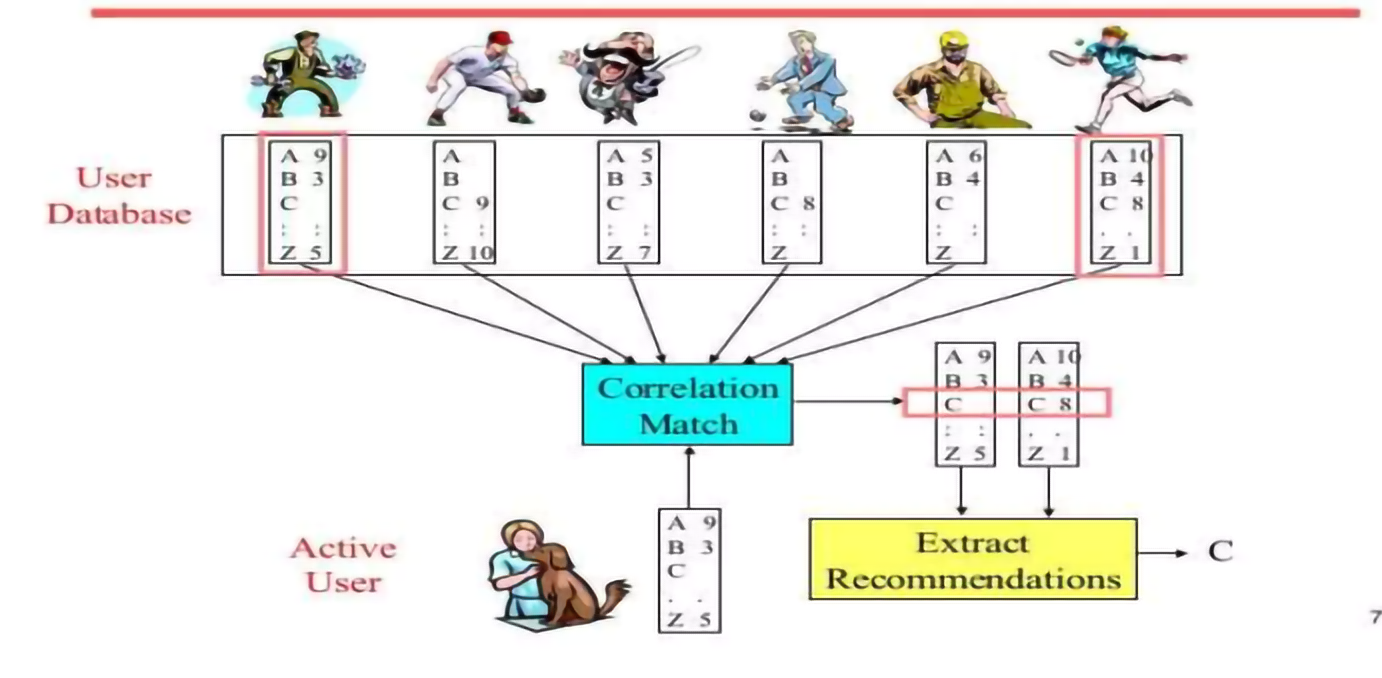 User
Database
A 9
B 3
C
: :
Z 5
A
B
C 9
: :
Z 10
A 5
B 3
C
: :
Z 7
A
B
C 8
: :
Z
A 6
B 4
C
: :
Z
A 10
B 4
C 8
. .
Z 1
Correlation
Match
A 9
B 3
C
: :
Z 5
A 10
B 4
C 8
. .
Z 1
Active
User
A 9
B 3
C
. .
Z 5
Extract
Recommendations
C
7